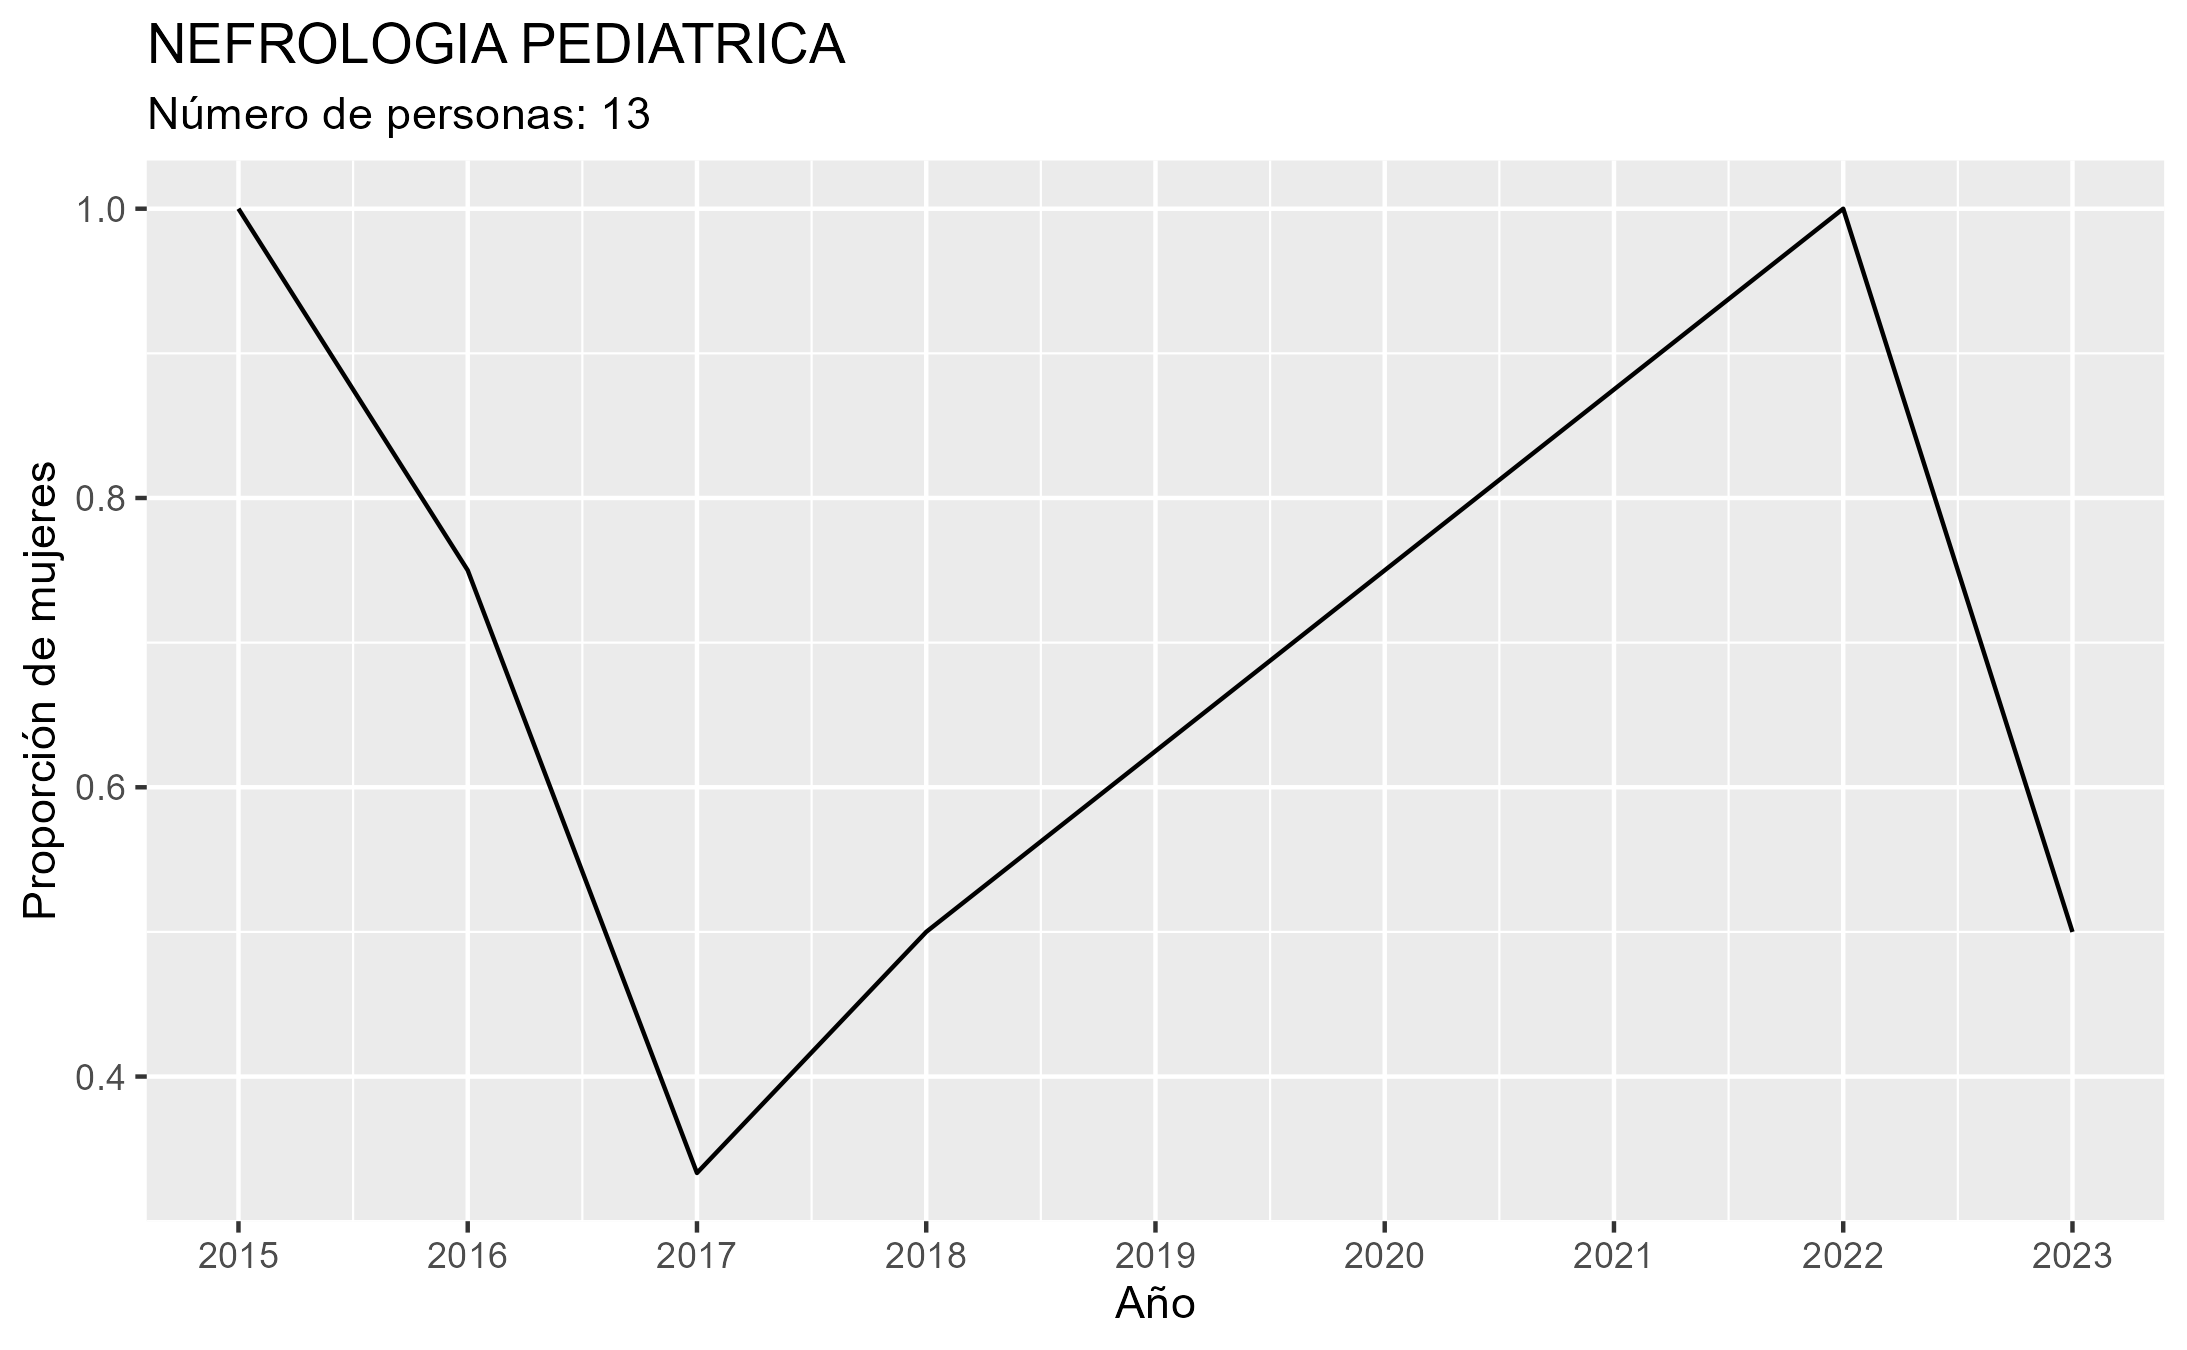 NEFROLOGIA PEDIATRICA
Número de personas: 13
Proporción de mujeres
1.0
0.8
0.6
0.4
2015 2016 2017 2018 2019 2020 2021 2022 2023
Año